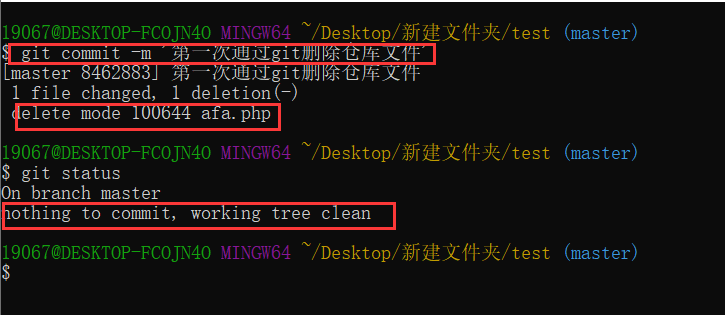 19067@DESKTOP-FCOJN40 MINGW64 ~/Desktop/新建文件夹/test (master)
$ git commit -m '第一次通过git删除仓库文件'
[master 8462883] 第一次通过git删除仓库文件
1 file changed, 1 deletion(-)
delete mode 100644 afa.php
19067@DESKTOP-FCOJN40 MINGW64 ~/Desktop/新建文件夹/test (master)
$ git status
On branch master
nothing to commit, working tree clean
19067@DESKTOP-FCOJN40 MINGW64 ~/Desktop/新建文件夹/test (master)
$